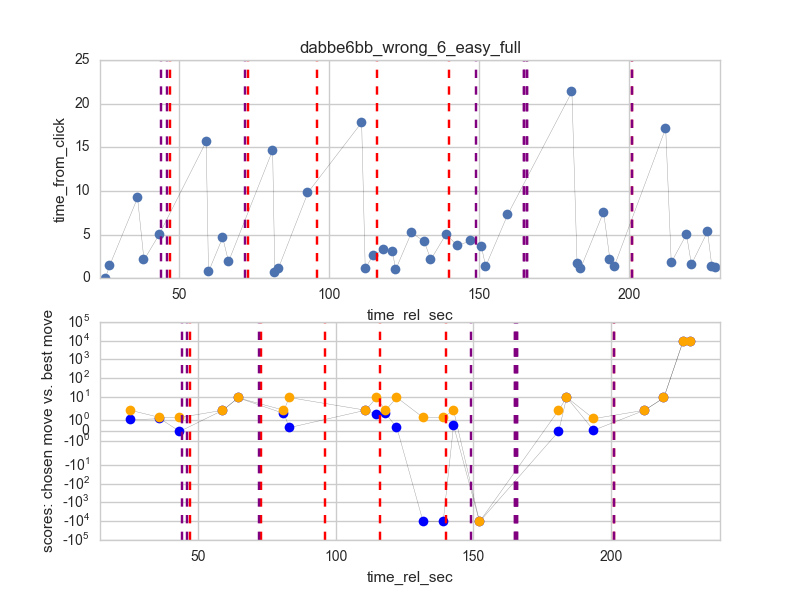 dabbe6bb_wrong_6_easy_full
25
20
15
10
5
0
time_from_click
50 100 150 200
time_rel_sec
10^5
10^4
10^3
10^2
10^1
10^0
0
-10^0
-10^1
-10^2
-10^3
-10^4
-10^5
scores: chosen move vs. best move
50 100 150 200
time_rel_sec